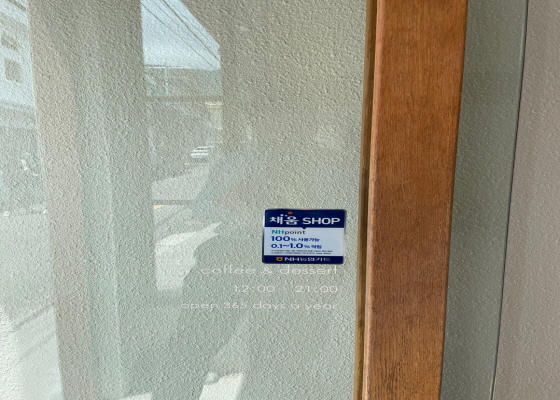 채움 SHOP
NHpoint
100% 사용가능
0.1~1.0% 적립
NH농협카드
coffee & dessert
12:00 - 21:00
open 365 days a year